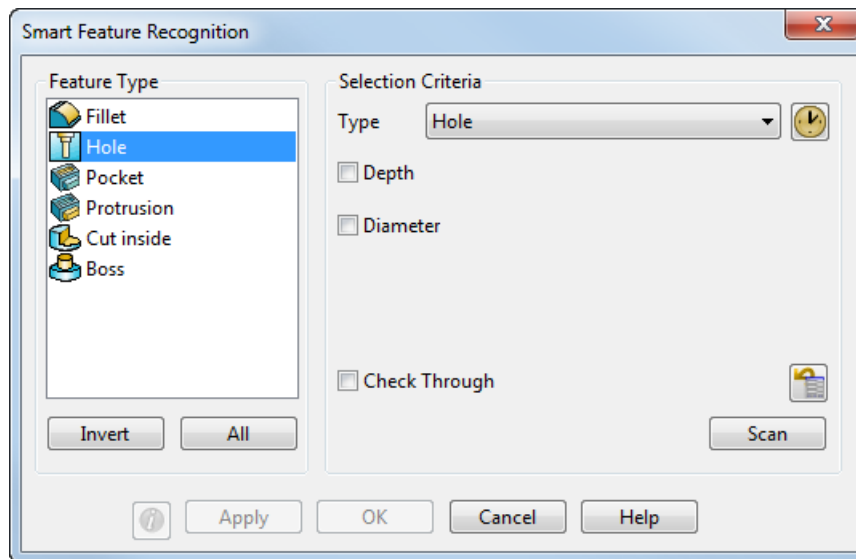 Smart Feature Recognition
Feature Type
Fillet
Hole
Pocket
Protrusion
Cut inside
Boss
Invert All
Selection Criteria
Type Hole
Depth
Diameter
Check Through
Scan
Apply OK Cancel Help